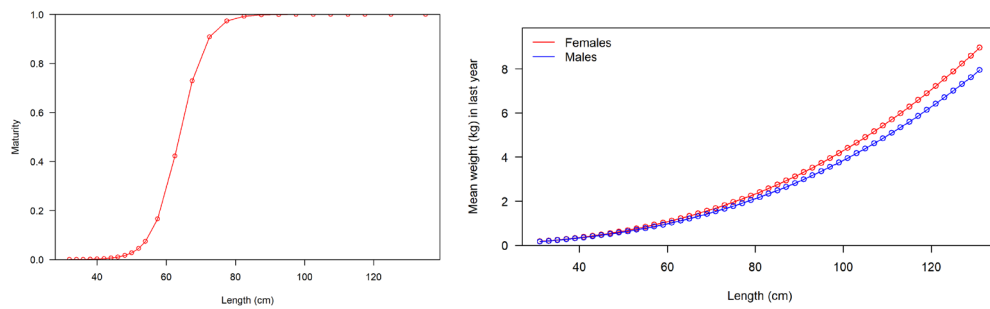 1.0
0.8
0.6
0.4
0.2
0.0
Maturity
40 60 80 100 120
Length (cm)
Females
Males
8
6
4
2
0
Mean weight (kg) in last year
40 60 80 100 120
Length (cm)